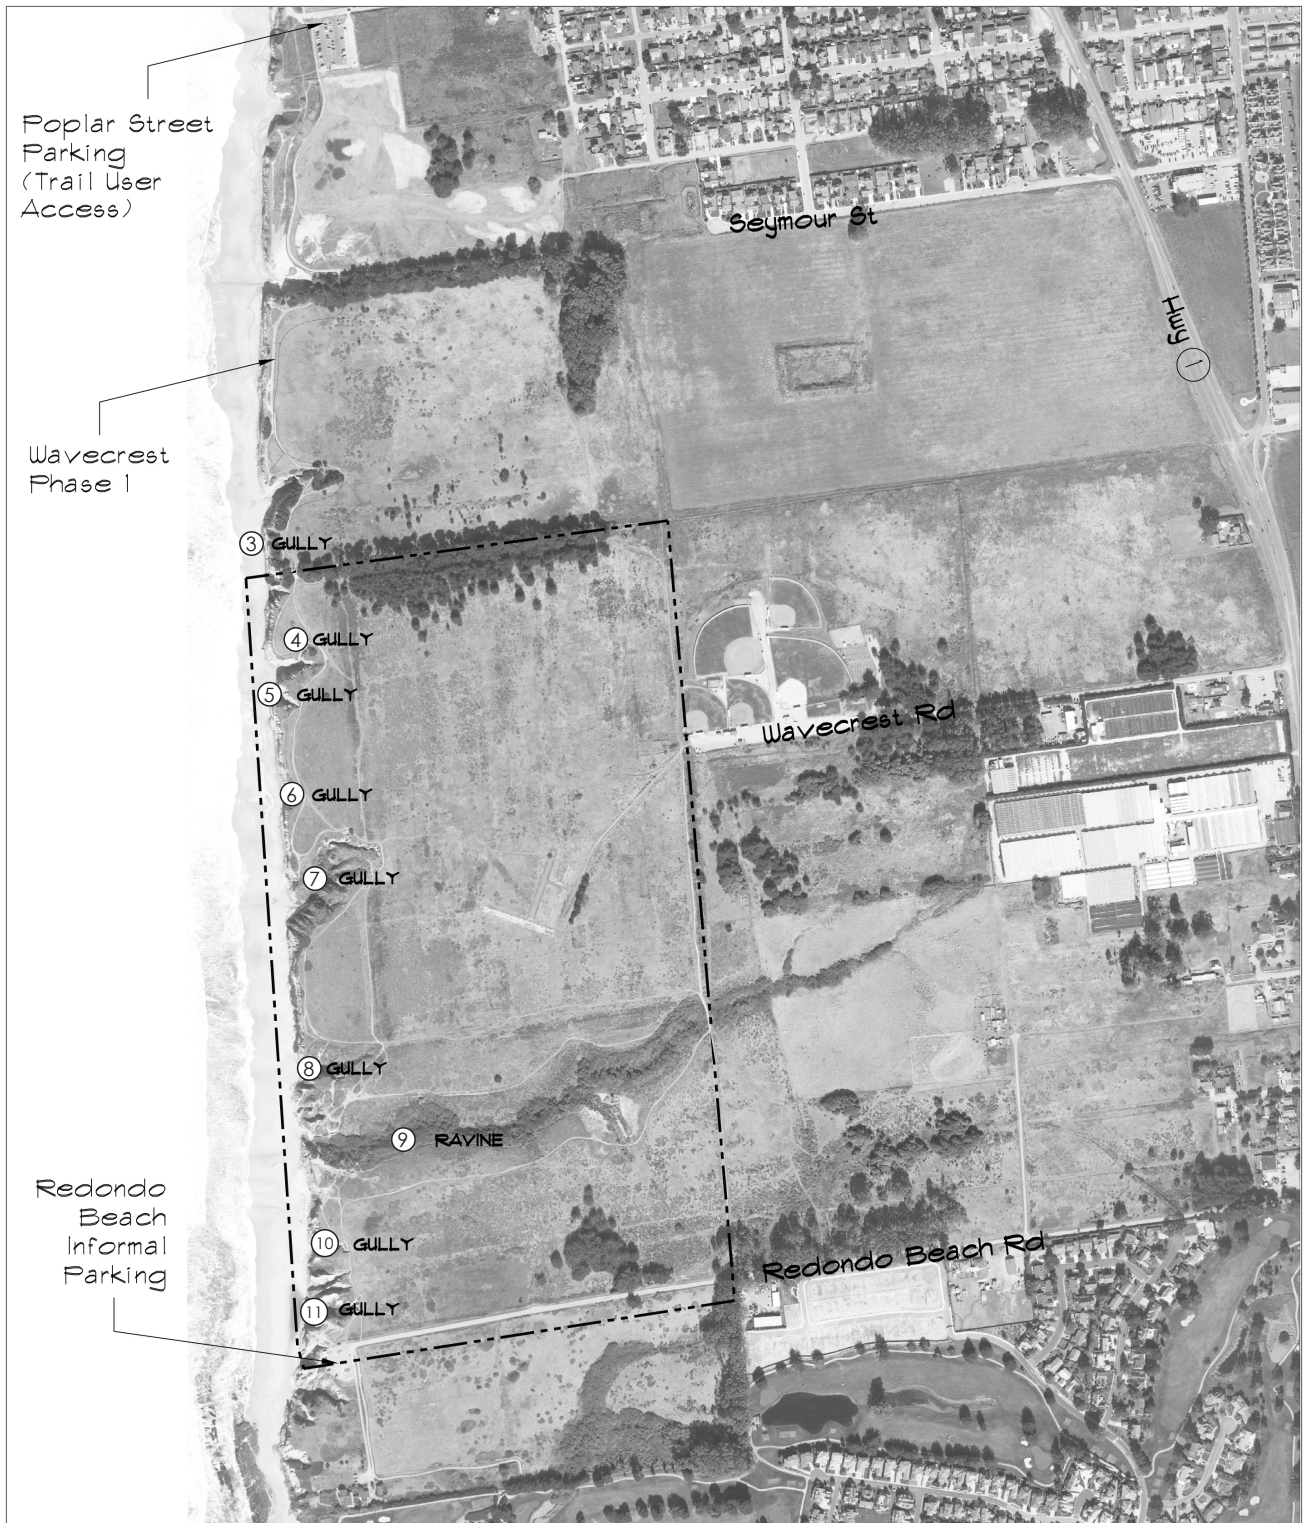 Poplar Street
Parking
(Trail User
Access)
Seymour St
Hwy
1
Wavecrest
Phase 1
3 GULLY
4 GULLY
5 GULLY
Wavecrest Rd
6 GULLY
7 GULLY
8 GULLY
9 RAVINE
Redondo
Beach
Informal
Parking
10 GULLY
Redondo Beach Rd
11 GULLY